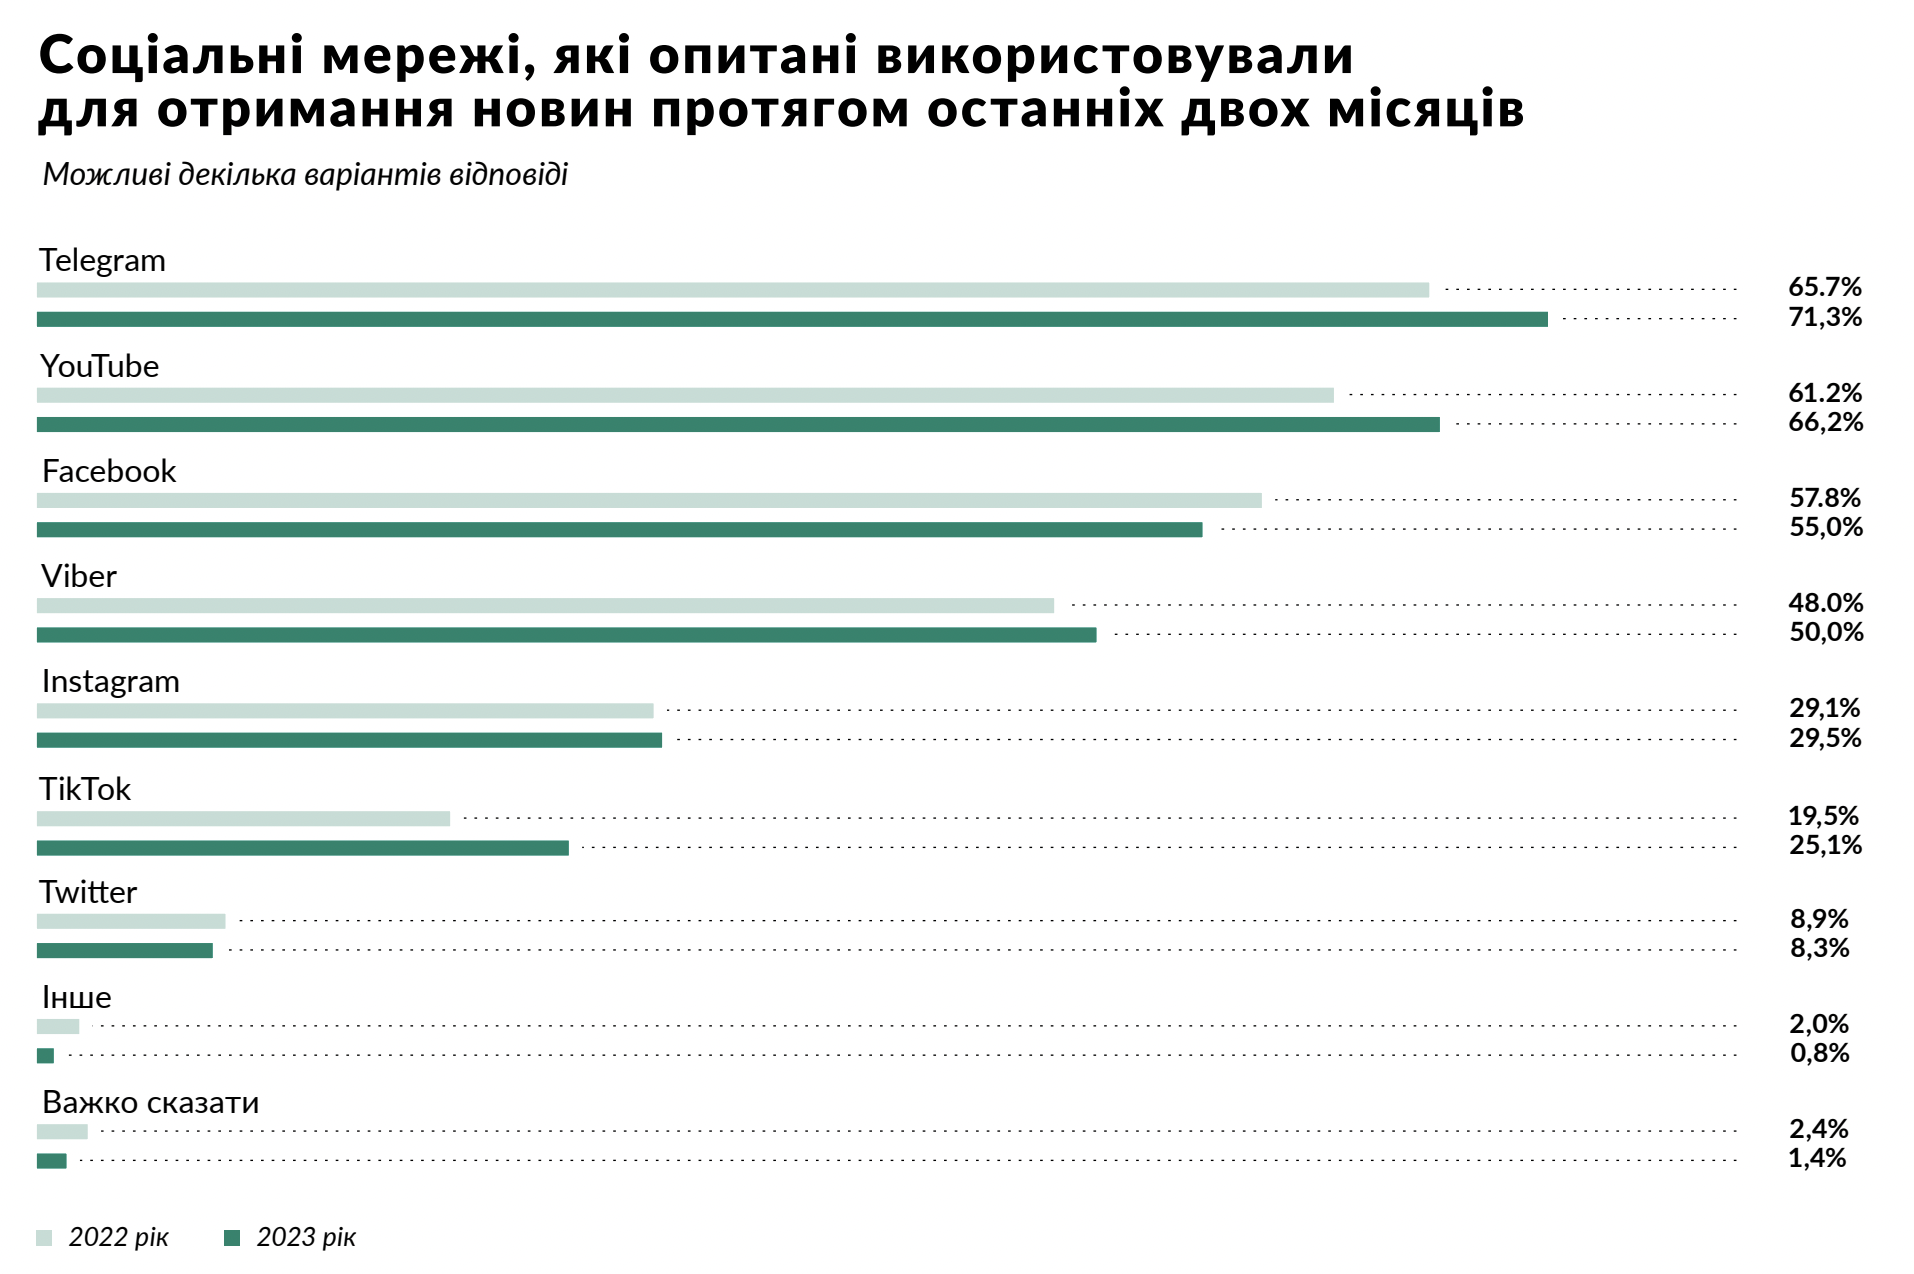 Соціальні мережі, які опитані використовували
для отримання новин протягом останніх двох місяців
Можливі декілька варіантів відповіді
Telegram
65.7%
71,3%
YouTube
61.2%
66,2%
Facebook
57.8%
55,0%
Viber
48.0%
50,0%
Instagram
29,1%
29,5%
TikTok
19,5%
25,1%
Twitter
8,9%
8,3%
Інше
2,0%
0,8%
Важко сказати
2,4%
1,4%
2022 рік 2023 рік